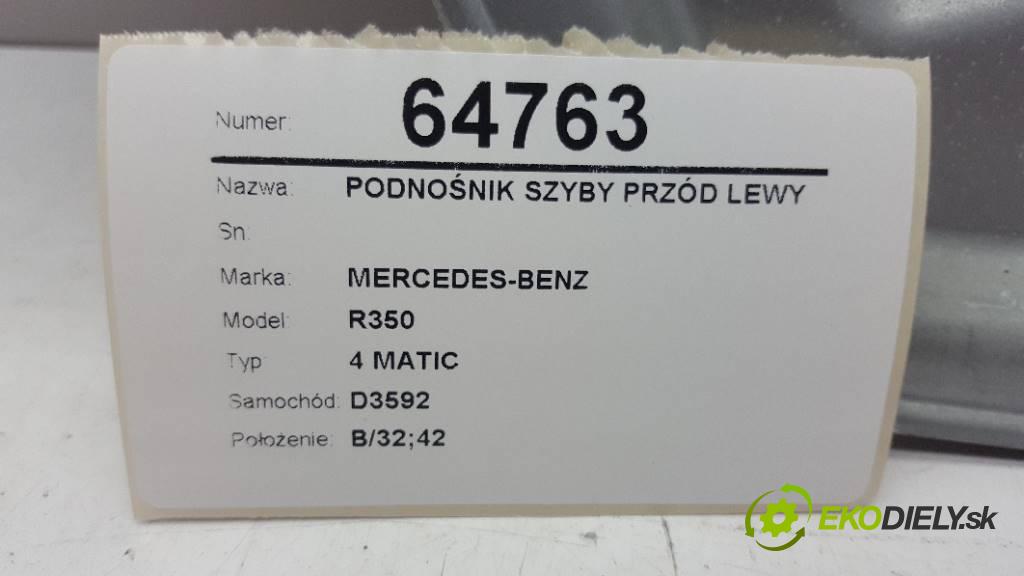 Numer: 64763
Nazwa: PODNOŚNIK SZYBY PRZÓD LEWY
Sn.
Marka: MERCEDES-BENZ
Model: R350
Typ 4 MATIC
Samochód: D3592
Położenie: B/32;42
EKODIELY.sk